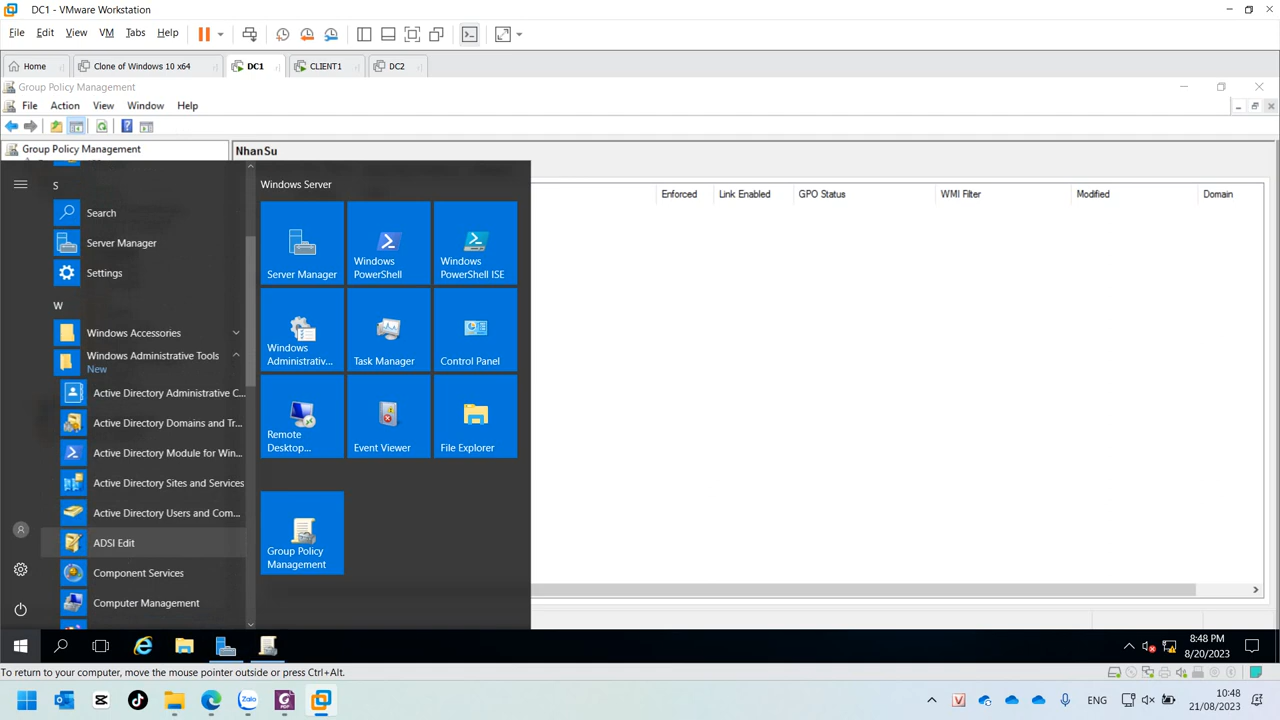 DC1 - VMware Workstation
File Edit View VM Tabs Help
Home
Clone of Windows 10 x64
DC1
CLIENT1
DC2
Group Policy Management
File Action View Window Help
Group Policy Management
NhanSu
Enforced Link Enabled GPO Status WMI Filter Modified Domain
S
Search
Server Manager
Settings
W
Windows Accessories
Windows Administrative Tools
New
Active Directory Administrative C...
Active Directory Domains and Tr...
Active Directory Module for Win...
Active Directory Sites and Services
Active Directory Users and Com...
ADSI Edit
Component Services
Computer Management
Windows Server
Server Manager
Windows
PowerShell
Windows
PowerShell ISE
Windows
Administrativ...
Task Manager
Control Panel
Remote
Desktop...
Event Viewer
File Explorer
Group Policy
Management
8:48 PM
8/20/2023
To return to your computer, move the mouse pointer outside or press Ctrl+Alt.
ENG
10:48
21/08/2023